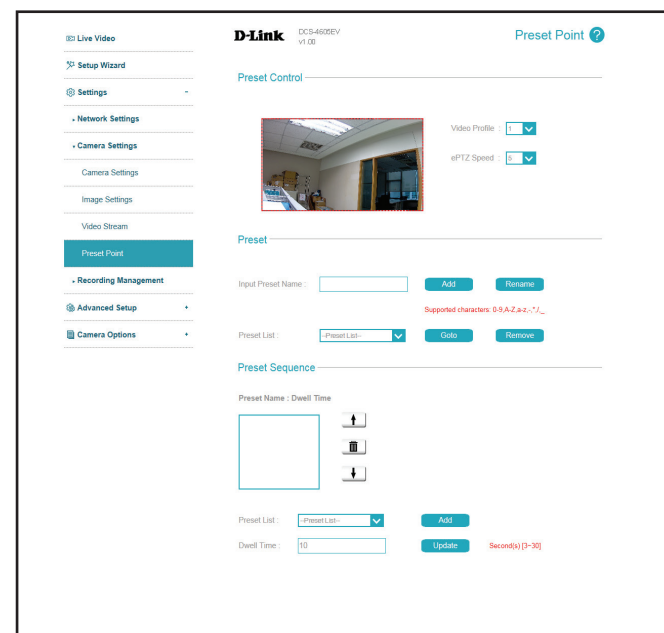 Live Video
Setup Wizard
Settings -
Network Settings
Camera Settings
Camera Settings
Image Settings
Video Stream
Preset Point
Recording Management
Advanced Setup +
Camera Options +
D-Link DCS-4605EV
v1.00
Preset Point ?
Preset Control
Video Profile : 1
ePTZ Speed : 5
Preset
Input Preset Name : Add Rename
Supported characters: 0-9,A-Z,a-z,-,",/,_
Preset List : --Preset List-- Goto Remove
Preset Sequence
Preset Name : Dwell Time
Preset List : --Preset List-- Add
Dwell Time : 10 Update Second(s) [3~30]